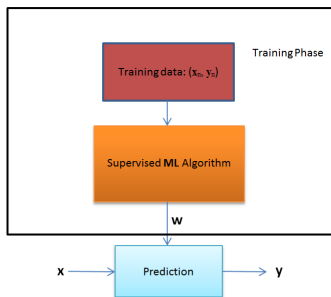 Training Phase
Training data: (xₙ, yₙ)
Supervised ML Algorithm
w
x
Prediction
y